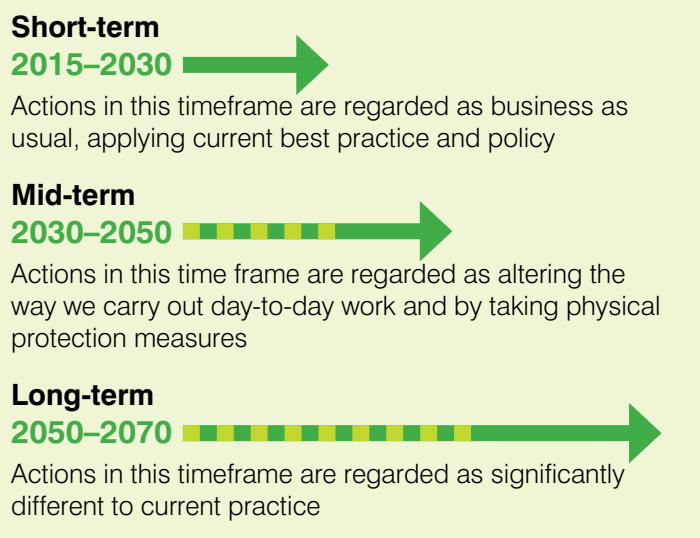 Short-term
2015–2030
Actions in this timeframe are regarded as business as
usual, applying current best practice and policy
Mid-term
2030–2050
Actions in this time frame are regarded as altering the
way we carry out day-to-day work and by taking physical
protection measures
Long-term
2050–2070
Actions in this timeframe are regarded as significantly
different to current practice